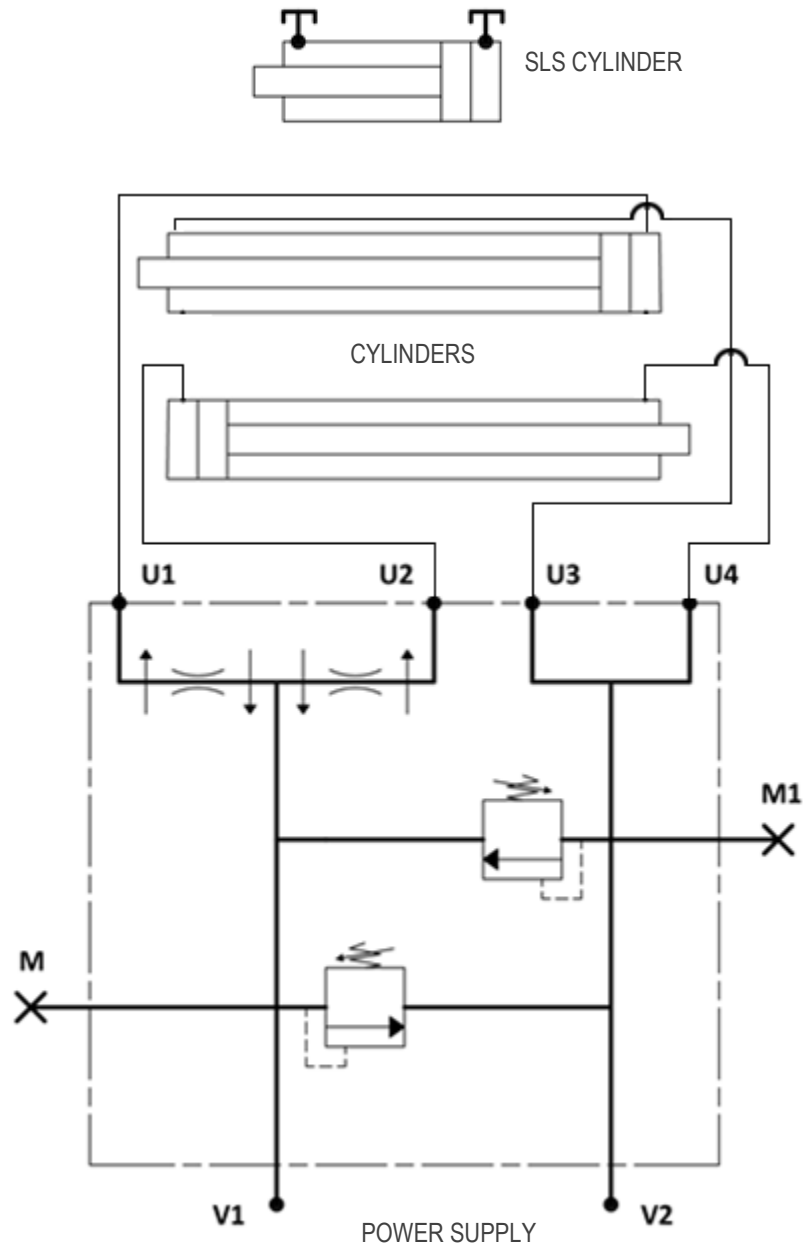 SLS CYLINDER
CYLINDERS
U1 U2 U3 U4
M1
M
V1 V2
POWER SUPPLY